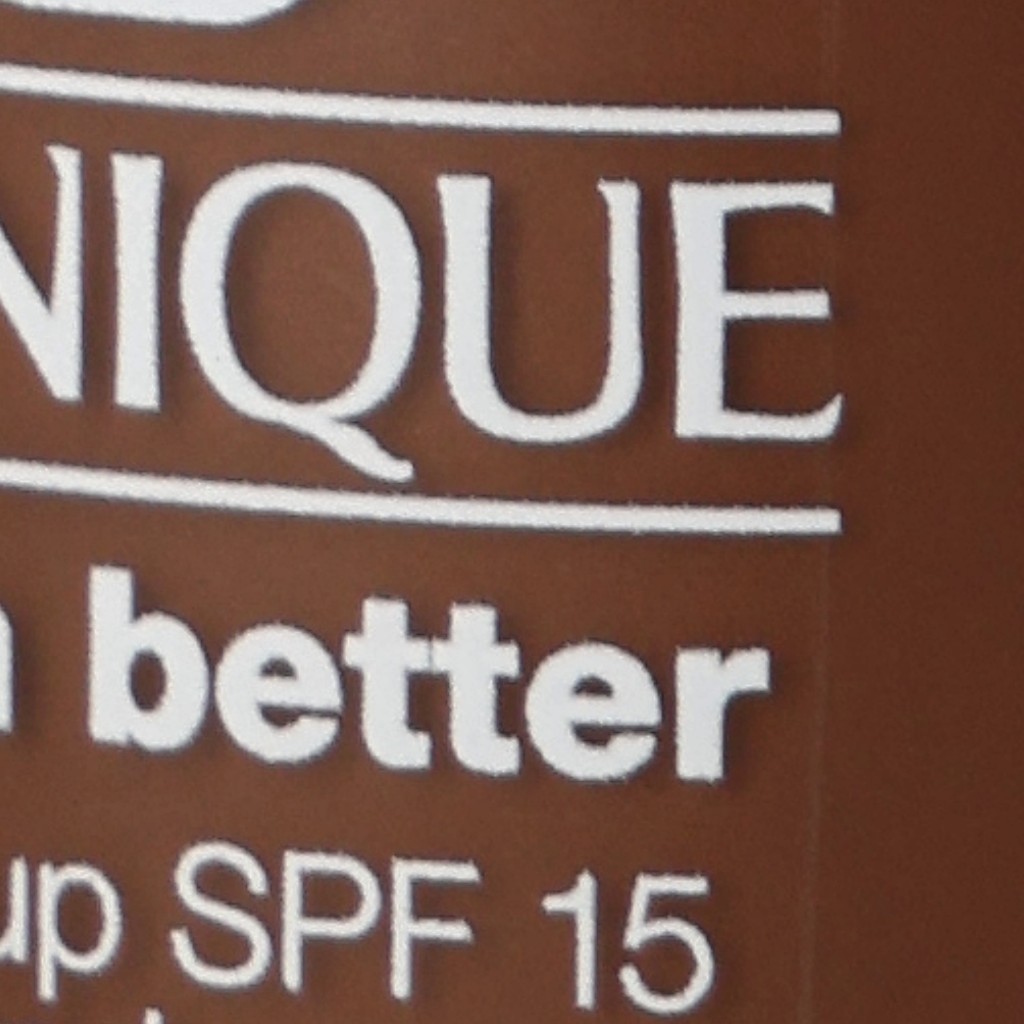 NIQUE
better
up SPF 15